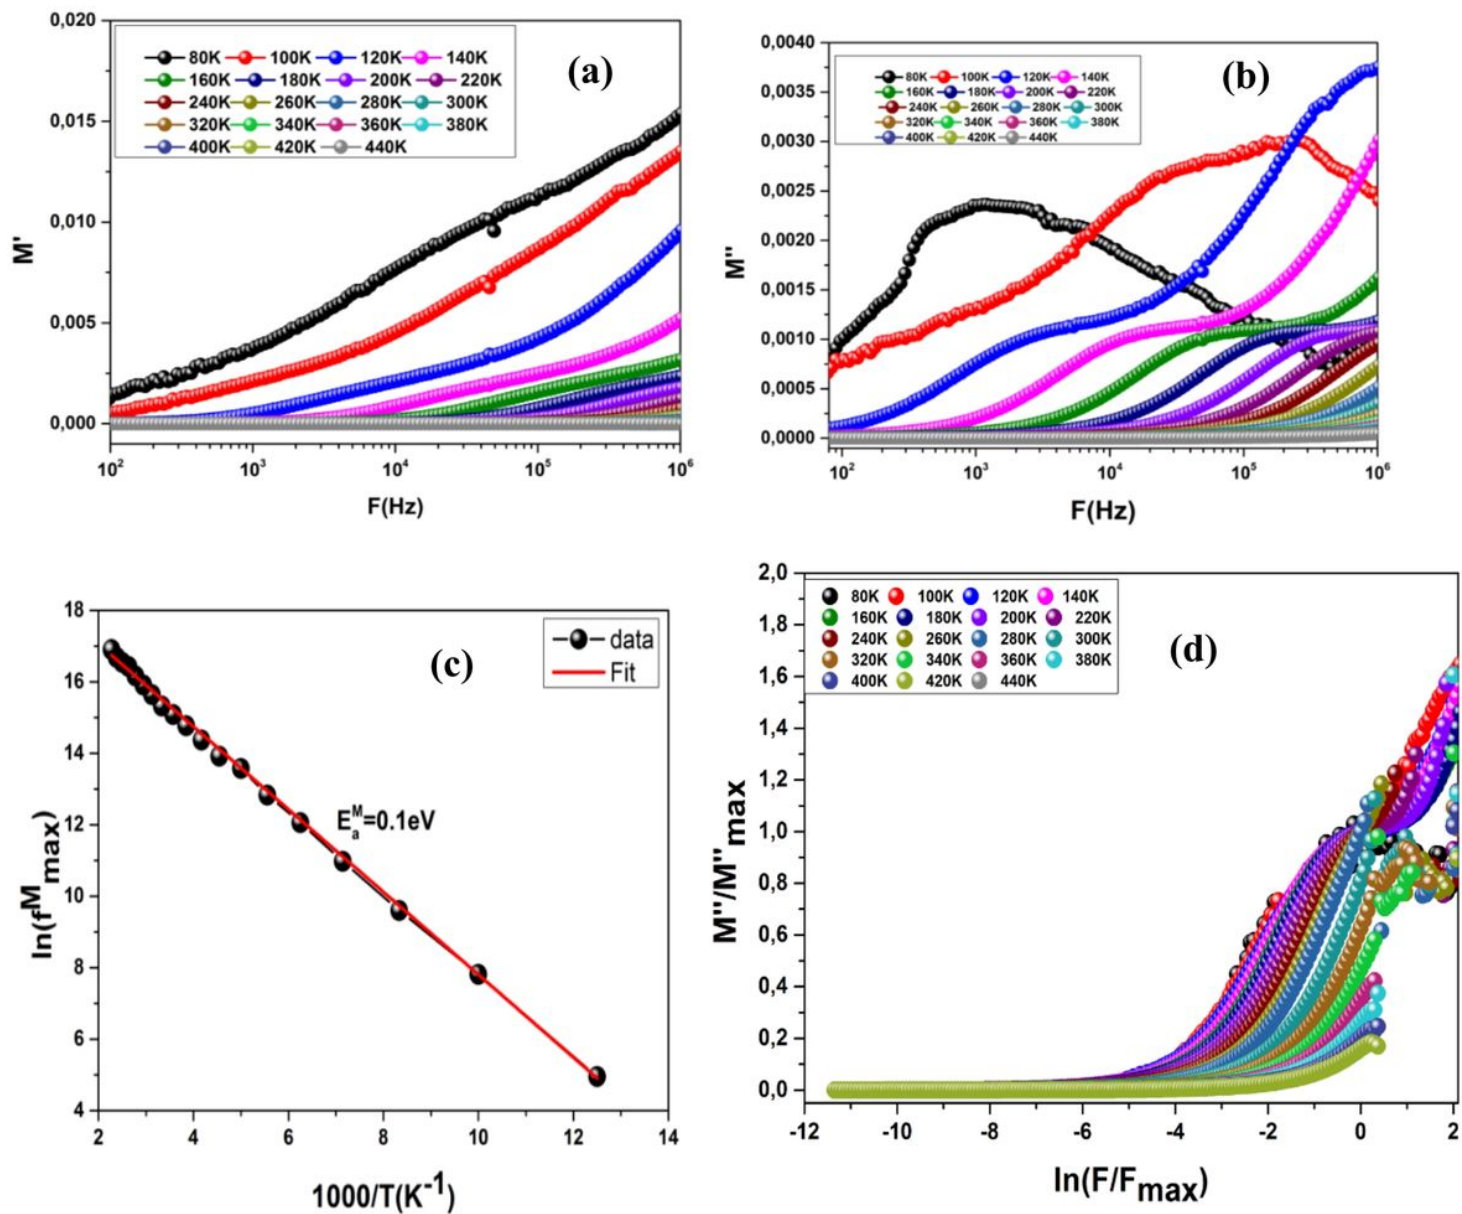 (a)
80K 100K 120K 140K
160K 180K 200K 220K
240K 260K 280K 300K
320K 340K 360K 380K
400K 420K 440K
0,020
0,015
0,010
0,005
0,000
M'
10² 10³ 10⁴ 10⁵ 10⁶
F(Hz)
(b)
80K 100K 120K 140K
160K 180K 200K 220K
240K 260K 280K 300K
320K 340K 360K 380K
400K 420K 440K
0,0040
0,0035
0,0030
0,0025
0,0020
0,0015
0,0010
0,0005
0,0000
M''
10² 10³ 10⁴ 10⁵ 10⁶
F(Hz)
(c)
data
Fit
18
16
14
12
10
8
6
4
ln(fᴹmax)
EaM=0.1eV
2 4 6 8 10 12 14
1000/T(K⁻¹)
(d)
80K 100K 120K 140K
160K 180K 200K 220K
240K 260K 280K 300K
320K 340K 360K 380K
400K 420K 440K
2,0
1,8
1,6
1,4
1,2
1,0
0,8
0,6
0,4
0,2
0,0
M''/M''max
-12 -10 -8 -6 -4 -2 0 2
ln(F/Fmax)